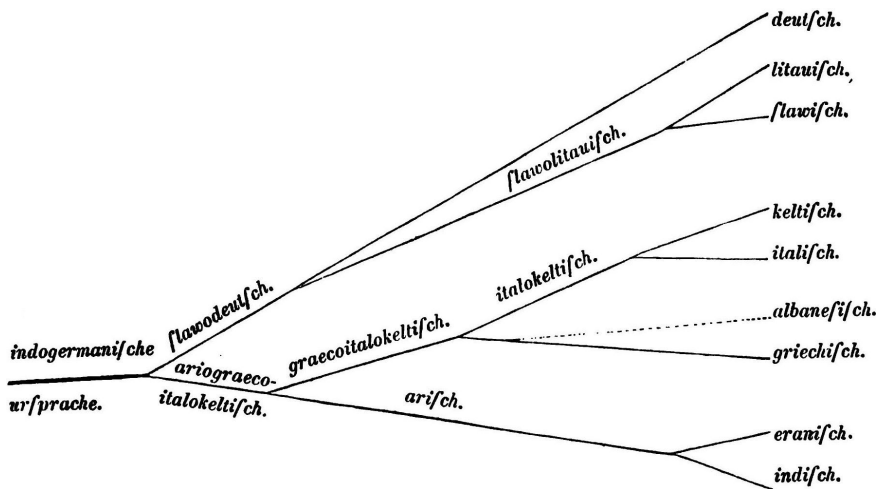 deutſch.
litauiſch.
ſlawiſch.
ſlawolitauiſch.
keltiſch.
italiſch.
italokeltiſch.
ſlawodeutſch.
albaneſiſch.
graecoitalokeltiſch.
griechiſch.
indogermaniſche
urſprache.
ariograeco-
italokeltiſch.
ariſch.
eraniſch.
indiſch.